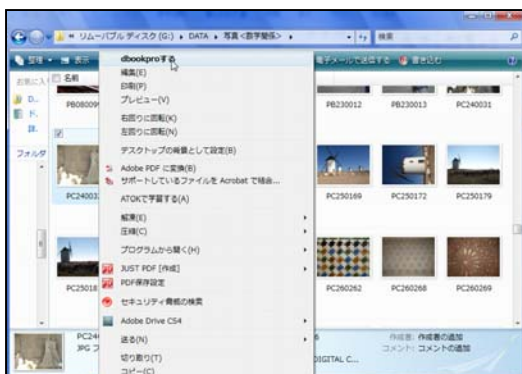 リムーバブル ディスク (G:) ▸ DATA ▸ 写真<数学関係> ▸
検索
整理 ▾
表示
dbookproする
電子メールで送信する
書き込む
お気に入
名前
編集(E)
印刷(P)
プレビュー(V)
右回りに回転(K)
左回りに回転(N)
デスクトップの背景として設定(B)
Adobe PDF に変換(B)
サポートしているファイルを Acrobat で結合...
ATOKで学習する(A)
解凍(E)
圧縮(C)
プログラムから開く(H)
JUST PDF [作成]
PDF保存設定
セキュリティ脅威の検索
Adobe Drive CS4
送る(N)
切り取り(T)
コピー(C)
D...
ド.
詳.
フォルダ
PB08009
PB230012
PB230013
PC240031
PC24003
PC250169
PC250172
PC250179
PC25018
PC260262
PC260268
PC260269
PC24
JPG フ
DIGITAL C...
作成者: 作成者の追加
コメント: コメントの追加